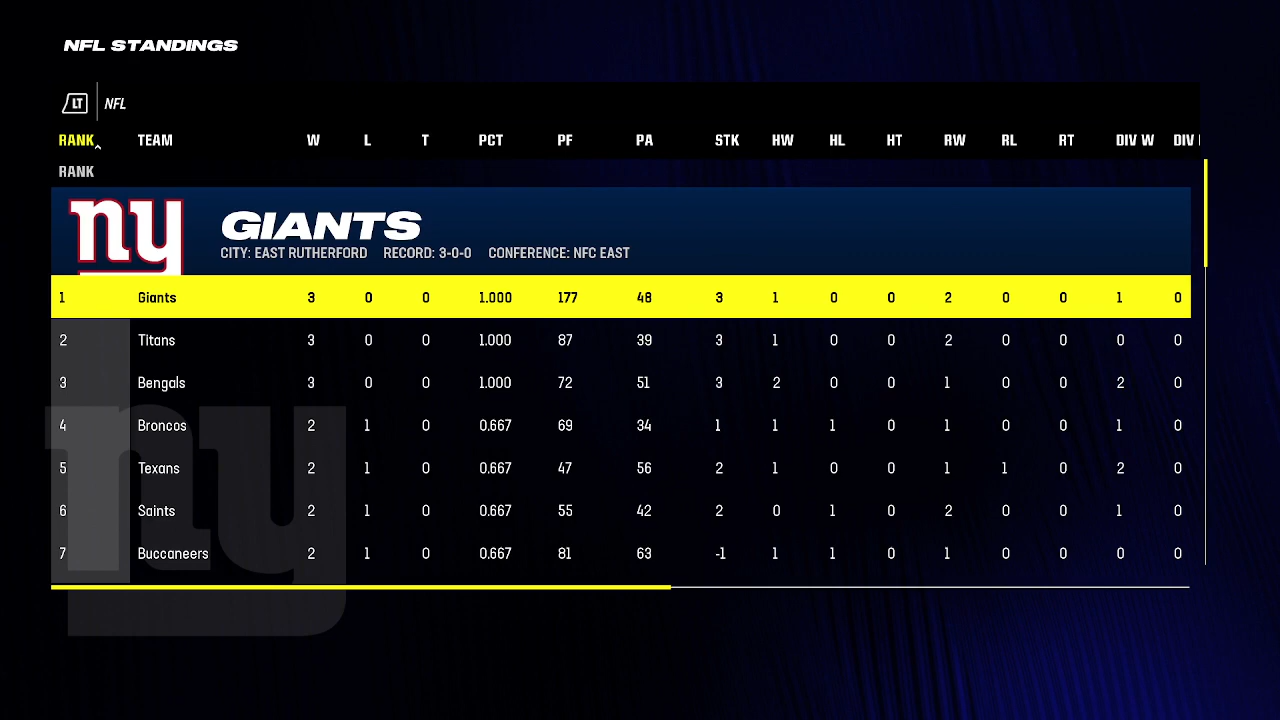 NFL STANDINGS
LT NFL
RANK TEAM W L T PCT PF PA STK HW HL HT RW RL RT DIV W DIV
RANK
ny GIANTS
CITY: EAST RUTHERFORD RECORD: 3-0-0 CONFERENCE: NFC EAST
1 Giants 3 0 0 1.000 177 48 3 1 0 0 2 0 0 1 0
2 Titans 3 0 0 1.000 87 39 3 1 0 0 2 0 0 0 0
3 Bengals 3 0 0 1.000 72 51 3 2 0 0 1 0 0 2 0
4 Broncos 2 1 0 0.667 69 34 1 1 1 0 1 0 0 1 0
5 Texans 2 1 0 0.667 47 56 2 1 0 0 1 1 0 2 0
6 Saints 2 1 0 0.667 55 42 2 0 1 0 2 0 0 1 0
7 Buccaneers 2 1 0 0.667 81 63 -1 1 1 0 1 0 0 0 0
ny